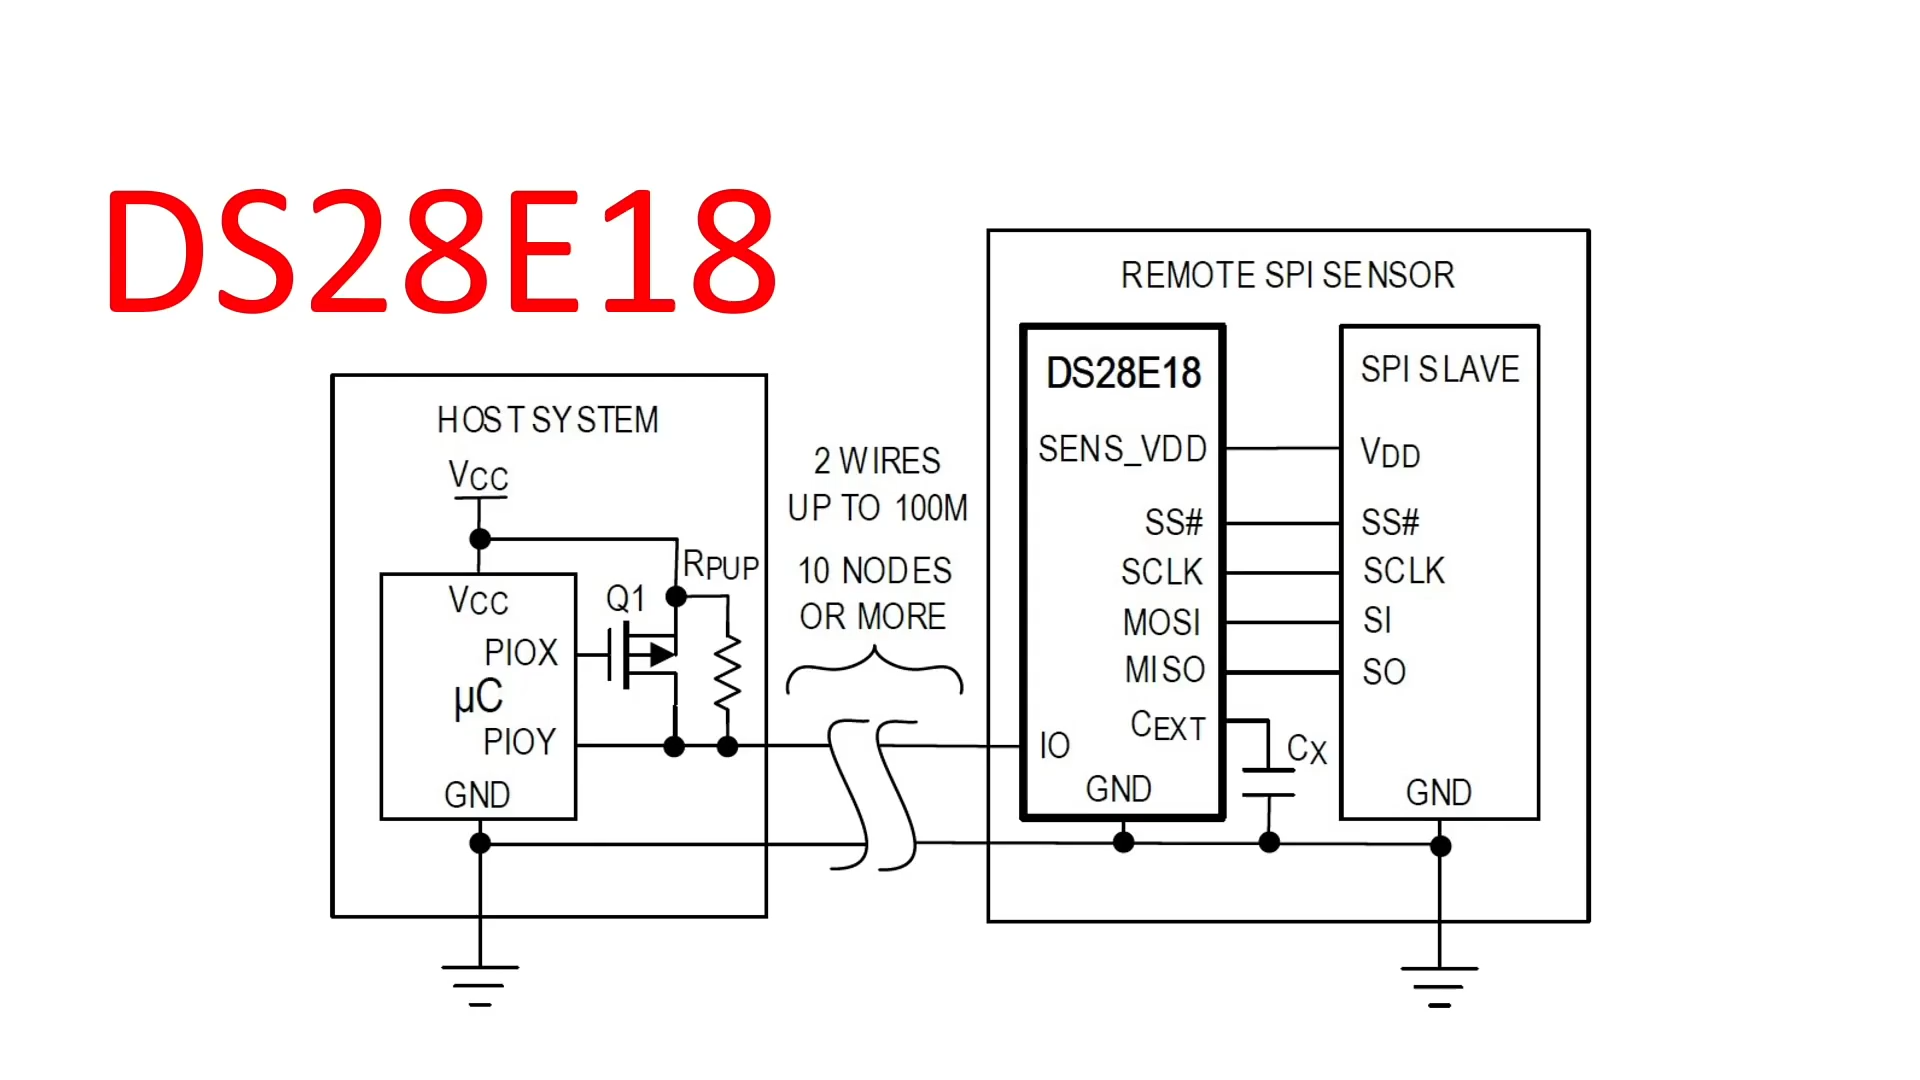 DS28E18
HOST SYSTEM
VCC
VCC
PIOX
µC
PIOY
GND
Q1
RPUP
2 WIRES
UP TO 100M
10 NODES
OR MORE
REMOTE SPI SENSOR
DS28E18
SENS_VDD
SS#
SCLK
MOSI
MISO
CEXT
IO
GND
CX
SPI SLAVE
VDD
SS#
SCLK
SI
SO
GND